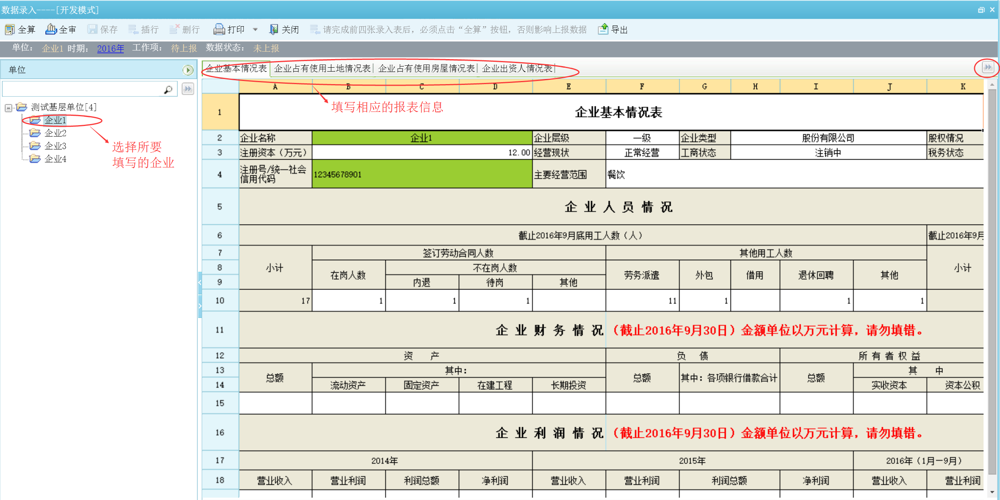 数据录入----[开发模式]
全算 全审 保存 插行 删行 打印 关闭 请完成前四张录入表后，必须点击“全算”按钮，否则影响上报数据 导出
单位： 企业1 时期： 2016年 工作项： 待上报 数据状态： 未上报
单位
测试基层单位[4]
企业1
企业2
企业3
企业4
选择所要
填写的企业
企业基本情况表 企业占有使用土地情况表 企业占有使用房屋情况表 企业出资人情况表
填写相应的报表信息
A B C D E F G H I J K
1 企业基本情况表
2 企业名称 企业1 企业层级 一级 企业类型 股份有限公司 股权情况
3 注册资本（万元） 12.00 经营现状 正常经营 工商状态 注销中 税务状态
4 注册号/统一社会信用代码 12345678901 主要经营范围 餐饮
5 企 业 人 员 情 况
6 截止2016年9月底用工人数（人） 截止2016年9月
7 小计 签订劳动合同人数 其他用工人数 小计
8 在岗人数 不在岗人数 劳务派遣 外包 借用 退休回聘 其他
9 内退 待岗 其他
10 17 1 1 1 11 1 1 1
11 企 业 财 务 情 况 （截止2016年9月30日）金额单位以万元计算，请勿填错。
12 资 产 负 债 所 有 者 权 益
13 总额 其中： 总额 其中：各项银行借款合计 总额 其 中
14 流动资产 固定资产 在建工程 长期投资 实收资本 资本公积
15
16 企 业 利 润 情 况 （截止2016年9月30日）金额单位以万元计算，请勿填错。
17 2014年 2015年 2016年（1月—9月）
18 营业收入 营业利润 利润总额 净利润 营业收入 营业利润 利润总额 净利润 营业收入 营业利润